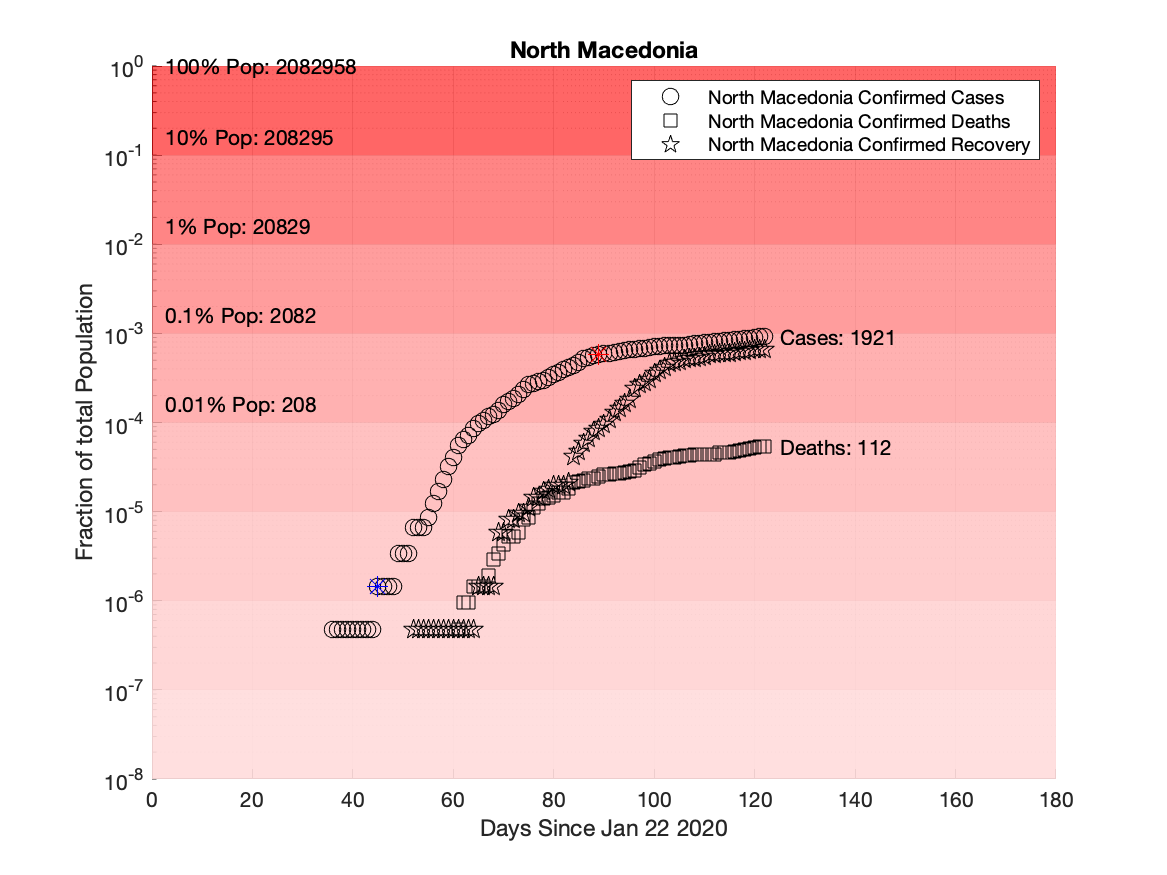 North Macedonia
10^0
100% Pop: 2082958
North Macedonia Confirmed Cases
North Macedonia Confirmed Deaths
North Macedonia Confirmed Recovery
10% Pop: 208295
10^-1
1% Pop: 20829
10^-2
0.1% Pop: 2082
10^-3
Cases: 1921
0.01% Pop: 208
10^-4
Deaths: 112
10^-5
10^-6
10^-7
10^-8
Fraction of total Population
0 20 40 60 80 100 120 140 160 180
Days Since Jan 22 2020